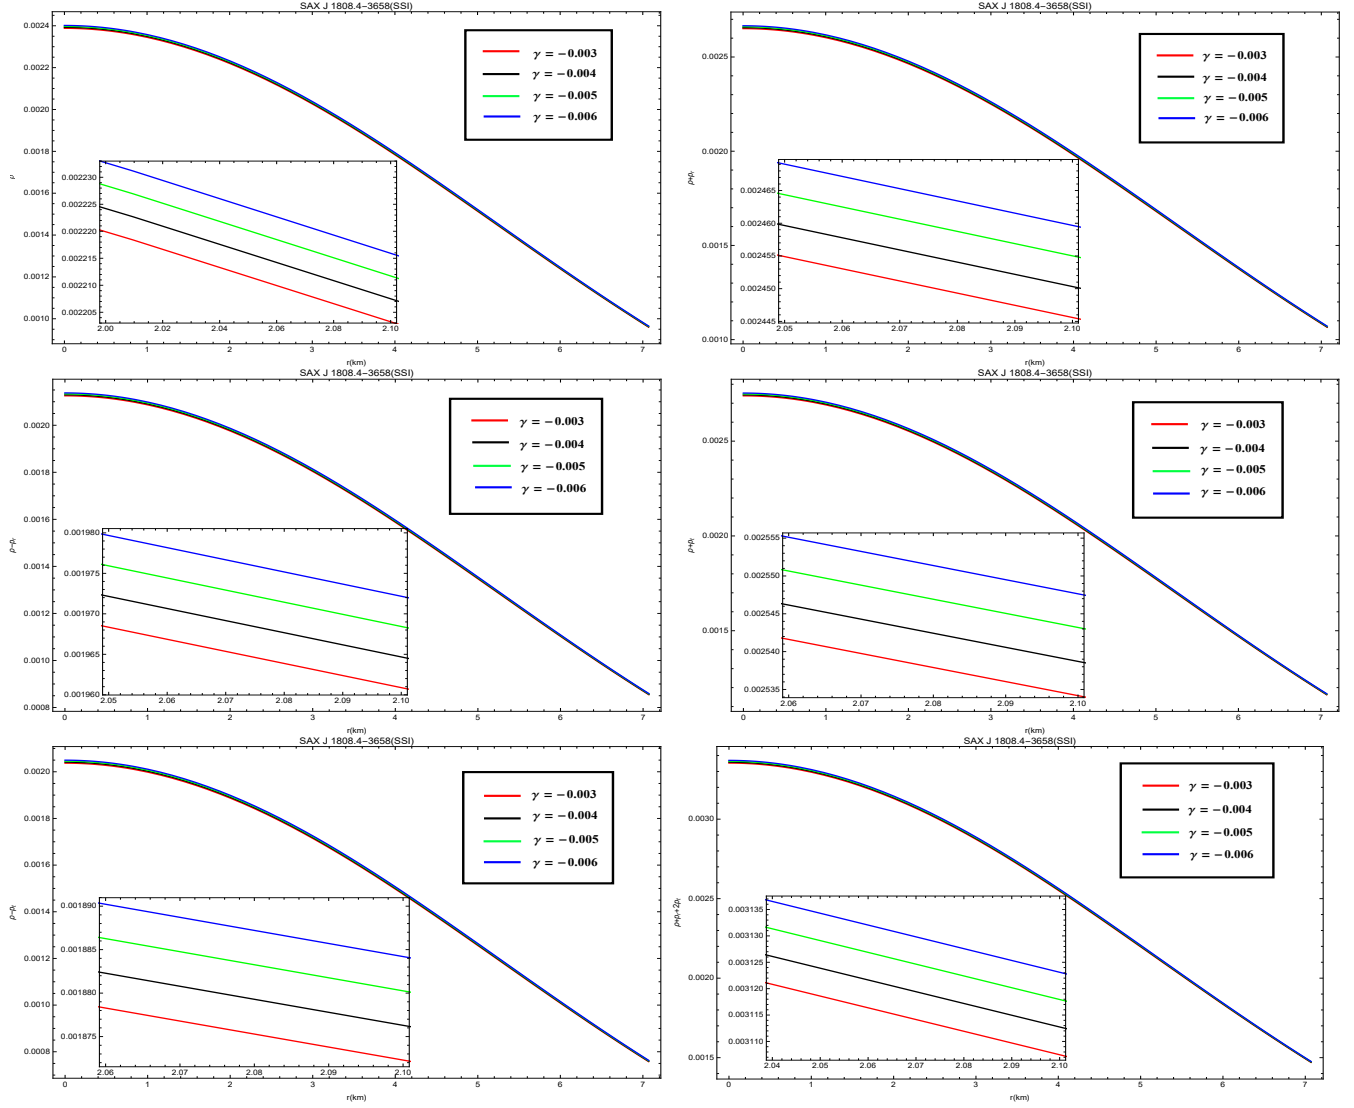 SAX J 1808.4−3658(SSI)
γ = −0.003
γ = −0.004
γ = −0.005
γ = −0.006
0.0024
0.0022
0.0020
0.0018
0.0016
0.0014
0.0012
0.0010
ρ
0.002230
0.002225
0.002220
0.002215
0.002210
0.002205
2.00 2.02 2.04 2.06 2.08 2.10
0 1 2 3 4 5 6 7
r(km)
SAX J 1808.4−3658(SSI)
γ = −0.003
γ = −0.004
γ = −0.005
γ = −0.006
0.0025
0.0020
0.0015
0.0010
ρ+pr
0.002465
0.002460
0.002455
0.002450
0.002445
2.05 2.06 2.07 2.08 2.09 2.10
0 1 2 3 4 5 6 7
r(km)
SAX J 1808.4−3658(SSI)
γ = −0.003
γ = −0.004
γ = −0.005
γ = −0.006
0.0020
0.0018
0.0016
0.0014
0.0012
0.0010
0.0008
ρ−pr
0.001980
0.001975
0.001970
0.001965
0.001960
2.05 2.06 2.07 2.08 2.09 2.10
0 1 2 3 4 5 6 7
r(km)
SAX J 1808.4−3658(SSI)
γ = −0.003
γ = −0.004
γ = −0.005
γ = −0.006
0.0025
0.0020
0.0015
ρ+pt
0.002555
0.002550
0.002545
0.002540
0.002535
2.06 2.07 2.08 2.09 2.10
0 1 2 3 4 5 6 7
r(km)
SAX J 1808.4−3658(SSI)
γ = −0.003
γ = −0.004
γ = −0.005
γ = −0.006
0.0020
0.0018
0.0016
0.0014
0.0012
0.0010
0.0008
ρ−pt
0.001890
0.001885
0.001880
0.001875
2.06 2.07 2.08 2.09 2.10
0 1 2 3 4 5 6 7
r(km)
SAX J 1808.4−3658(SSI)
γ = −0.003
γ = −0.004
γ = −0.005
γ = −0.006
0.0030
0.0025
0.0020
0.0015
ρ+pr+2pt
0.003135
0.003130
0.003125
0.003120
0.003115
0.003110
2.04 2.05 2.06 2.07 2.08 2.09 2.10
0 1 2 3 4 5 6 7
r(km)